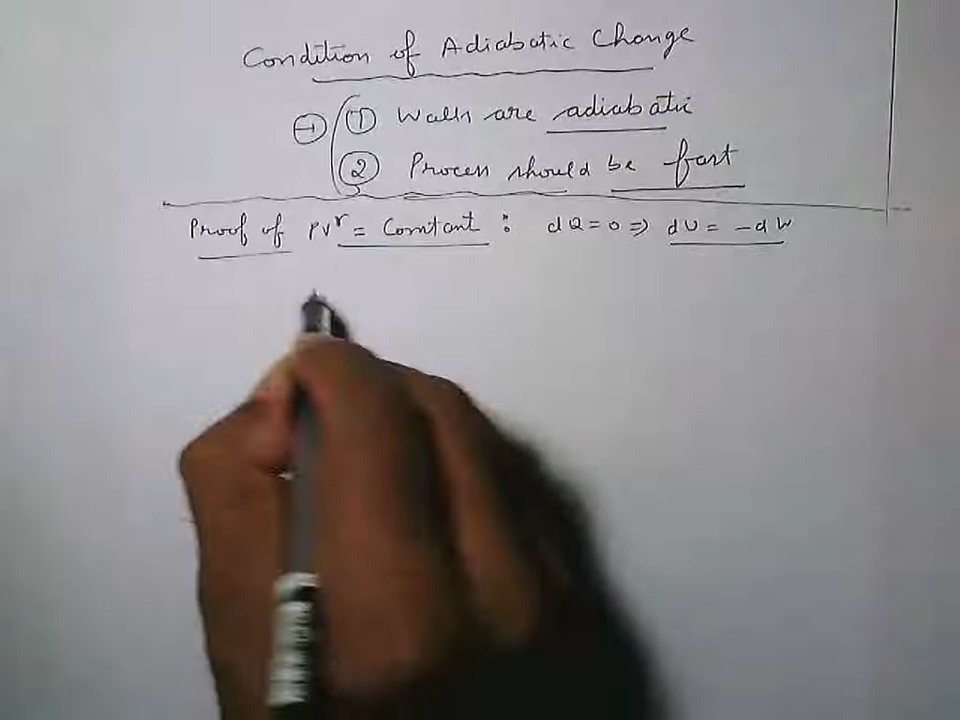 Condition of Adiabatic Change
→ ① Walls are adiabatic
② Process should be fast
Proof of PVʳ = Constant : dQ=0 ⇒ dU = -dW